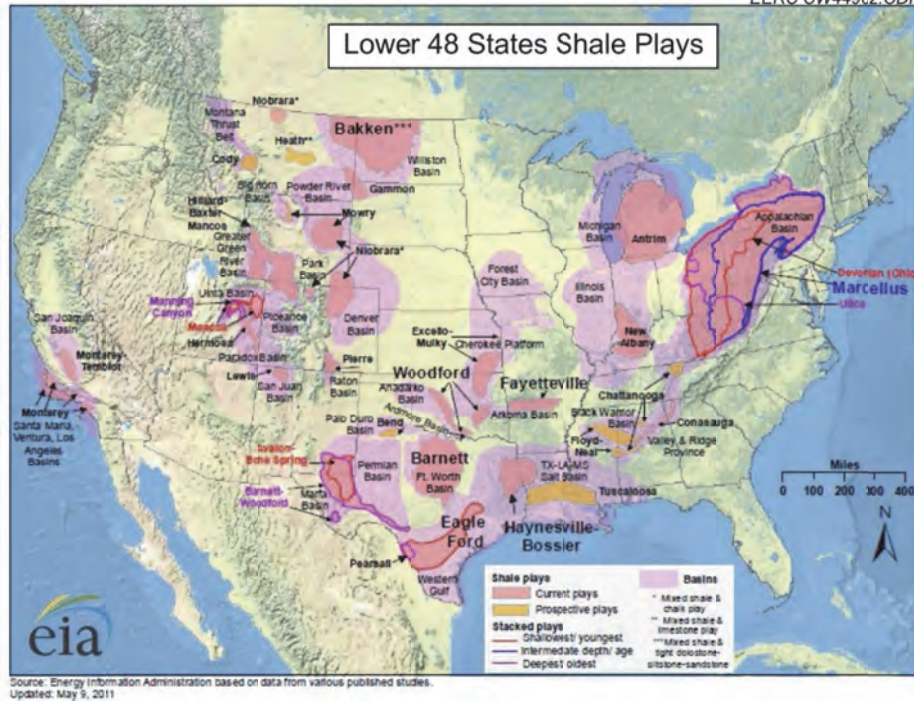 Lower 48 States Shale Plays
Niobrara*
Montana
Thrust
Belt
Bakken***
Heath**
Cody
Williston
Basin
Big Horn
Basin
Powder River
Basin
Gammon
Hilliard-
Baxter
Mancos
Mowry
Greater
Green
River
Basin
Niobrara*
Park
Basin
Michigan
Basin
Antrim
Appalachian
Basin
Marcellus
Utica
Uinta Basin
Manning
Canyon
Mancos
Piceance
Basin
Denver
Basin
Forest
City Basin
Illinois
Basin
San Joaquin
Basin
Hermosa
Paradox Basin
Excello-
Mulky
Cherokee Platform
New
Albany
Monterey-
Temblor
Pierre
Lewis
San Juan
Basin
Raton
Basin
Woodford
Anadarko
Basin
Fayetteville
Arkoma Basin
Chattanooga
Monterey
Santa Maria,
Ventura, Los
Angeles
Basins
Palo Duro
Basin
Bend
Ardmore Basin
Black Warrior
Basin
Conasauga
Floyd-
Neal
Valley & Ridge
Province
Avalon-
Bone Spring
Permian
Basin
Barnett
Ft. Worth
Basin
TX-LA-MS
Salt Basin
Tuscaloosa
Barnett-
Woodford
Marfa
Basin
Eagle
Ford
Haynesville-
Bossier
Pearsall
Western
Gulf
Miles
400 200 0 400
N
Shale plays
Current plays
Prospective plays
Stacked plays
Shallowest/ youngest
Intermediate depth/ age
Deepest oldest
Basins
* Mixed shale &
chalk play
** Mixed shale &
limestone play
*** Mixed shale &
tight dolostone-
siltstone-sandstone
eia
Source: Energy Information Administration based on data from various published studies.
Updated: May 9, 2011